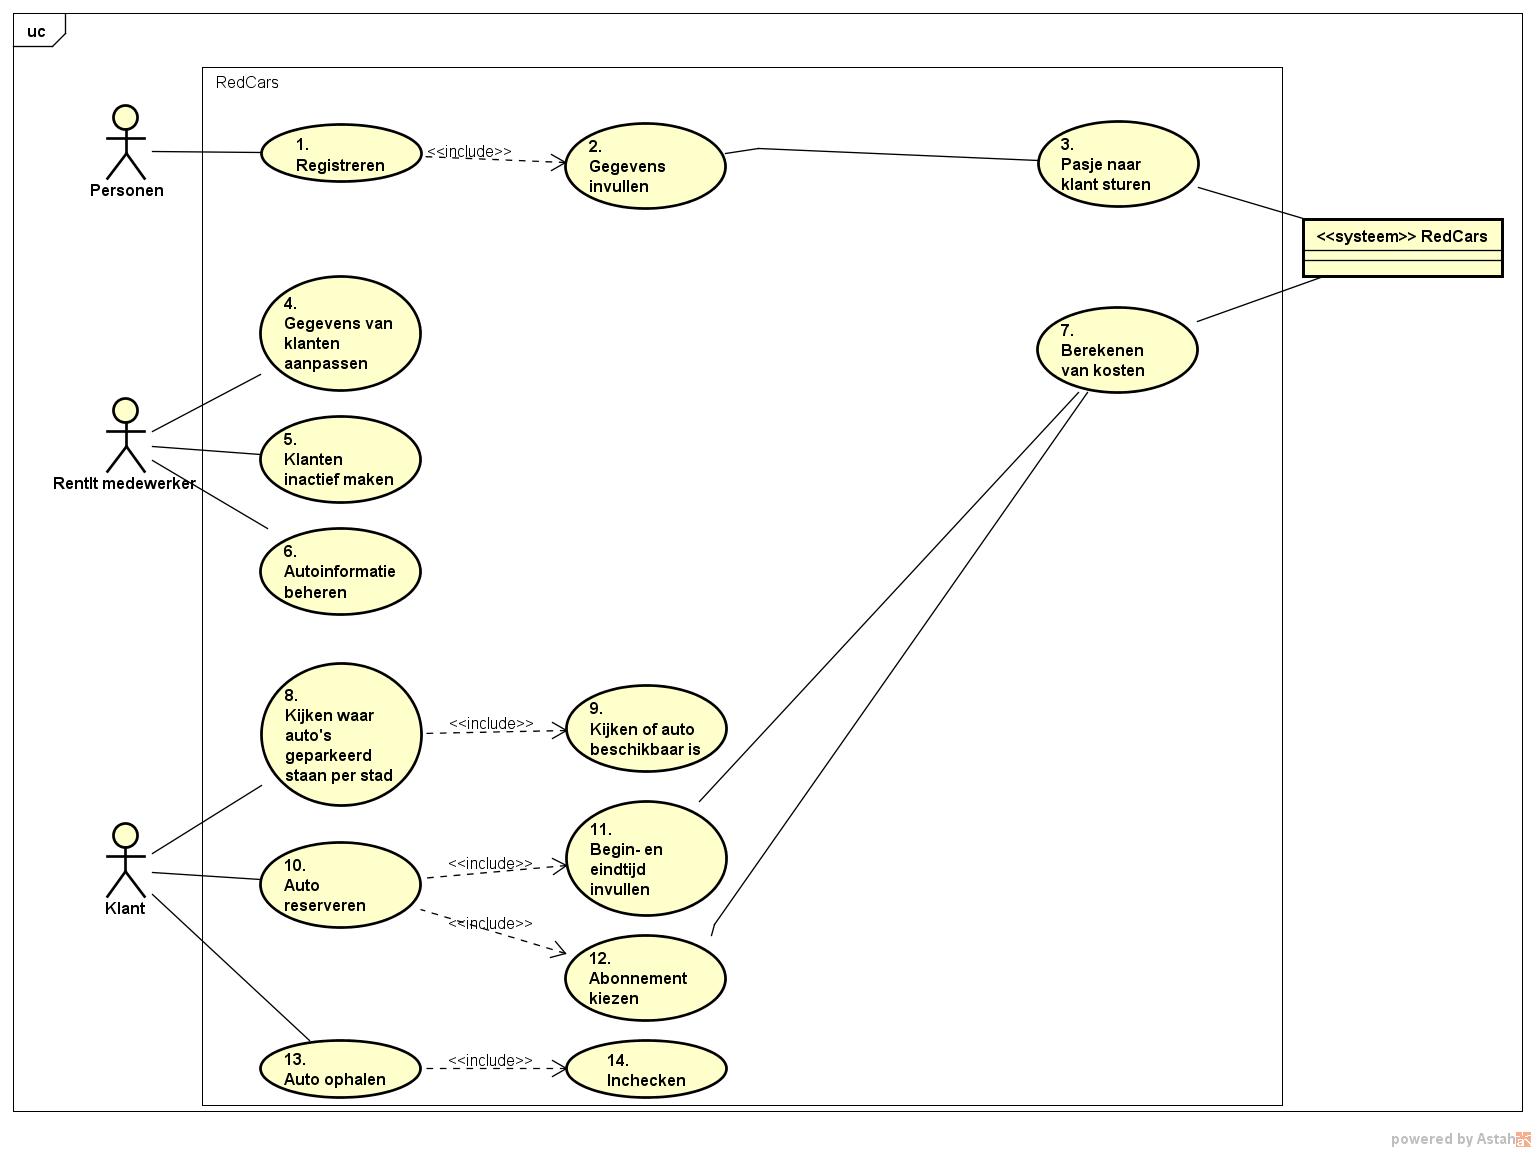 uc
RedCars
Personen
1.
Registreren
<<include>>
2.
Gegevens
invullen
3.
Pasje naar
klant sturen
<<systeem>> RedCars
4.
Gegevens van
klanten
aanpassen
RentIt medewerker
5.
Klanten
inactief maken
6.
Autoinformatie
beheren
7.
Berekenen
van kosten
8.
Kijken waar
auto's
geparkeerd
staan per stad
<<include>>
9.
Kijken of auto
beschikbaar is
Klant
10.
Auto
reserveren
<<include>>
11.
Begin- en
eindtijd
invullen
<<include>>
12.
Abonnement
kiezen
13.
Auto ophalen
<<include>>
14.
Inchecken
powered by Astah